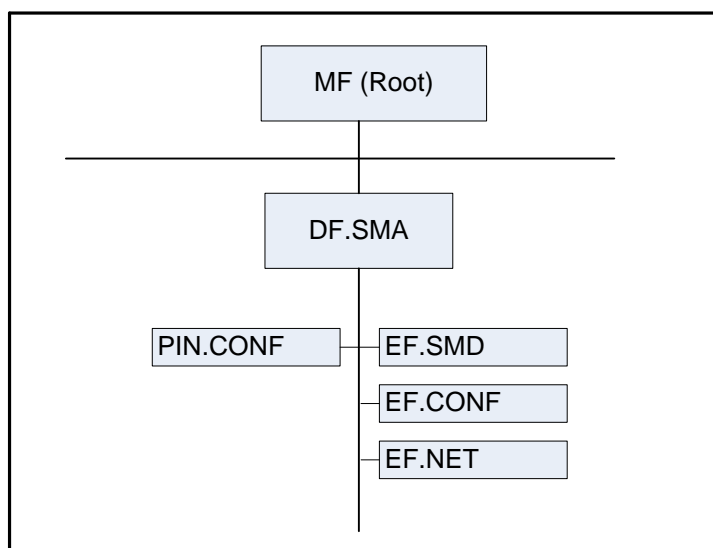 MF (Root)
DF.SMA
PIN.CONF
EF.SMD
EF.CONF
EF.NET